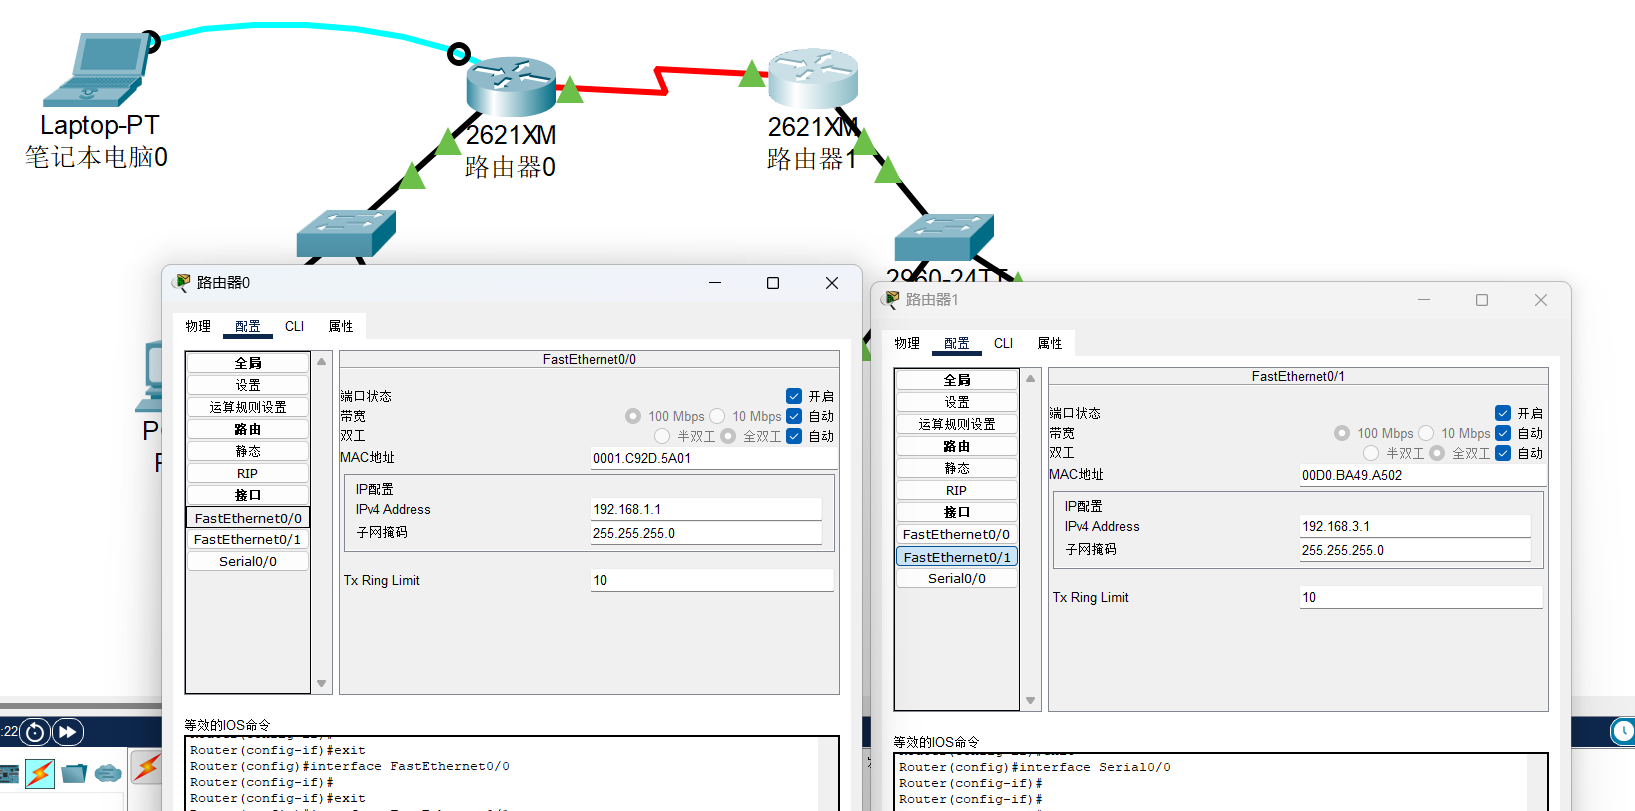 Laptop-PT
笔记本电脑0
2621XM
路由器0
2621XM
路由器1
2960-24TT
路由器0
物理
配置
CLI
属性
全局
设置
运算规则设置
路由
静态
RIP
接口
FastEthernet0/0
FastEthernet0/1
Serial0/0
FastEthernet0/0
端口状态
开启
带宽
100 Mbps
10 Mbps
自动
双工
半双工
全双工
自动
MAC地址
0001.C92D.5A01
IP配置
IPv4 Address
192.168.1.1
子网掩码
255.255.255.0
Tx Ring Limit
10
等效的IOS命令
Router(config-if)#exit
Router(config)#interface FastEthernet0/0
Router(config-if)#
Router(config-if)#exit
路由器1
物理
配置
CLI
属性
全局
设置
运算规则设置
路由
静态
RIP
接口
FastEthernet0/0
FastEthernet0/1
Serial0/0
FastEthernet0/1
端口状态
开启
带宽
100 Mbps
10 Mbps
自动
双工
半双工
全双工
自动
MAC地址
00D0.BA49.A502
IP配置
IPv4 Address
192.168.3.1
子网掩码
255.255.255.0
Tx Ring Limit
10
等效的IOS命令
Router(config)#interface Serial0/0
Router(config-if)#
Router(config-if)#
:22